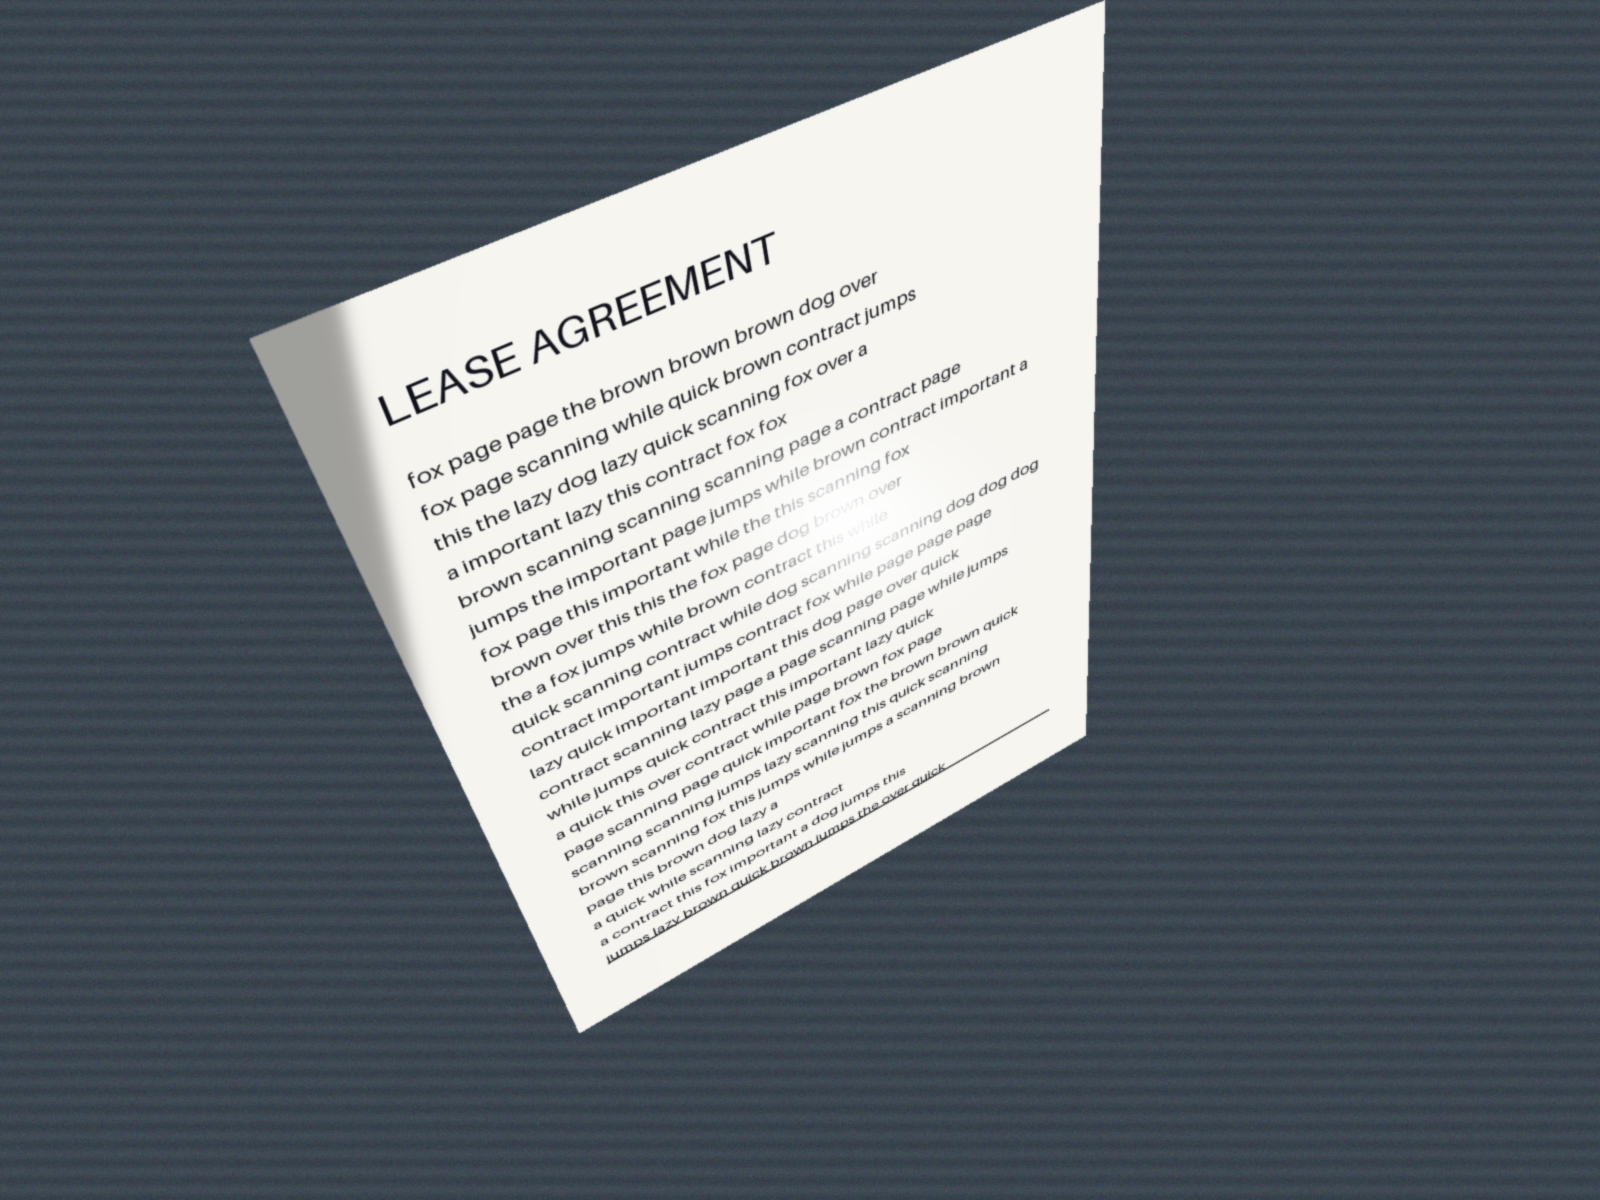 LEASE AGREEMENT
fox page page the brown brown brown dog over
fox page scanning while quick brown contract jumps
this the lazy dog lazy quick scanning fox over a
a important lazy this contract fox fox
brown scanning scanning scanning page a contract page
jumps the important page jumps while brown contract important a
fox page this important while the this scanning fox
brown over this this the fox page dog brown over
the a fox jumps while brown contract this while
quick scanning contract while dog scanning scanning dog dog dog
contract important jumps contract fox while page page page
lazy quick important important this dog page over quick
contract scanning lazy page a page scanning page while jumps
while jumps quick contract this important lazy quick
a quick this over contract while page brown fox page
page scanning page quick important fox the brown brown quick
scanning scanning jumps lazy scanning this quick scanning
brown scanning fox this jumps while jumps a scanning brown
page this brown dog lazy a
a quick while scanning lazy contract
a contract this fox important a dog jumps this
jumps lazy brown quick brown jumps the over quick